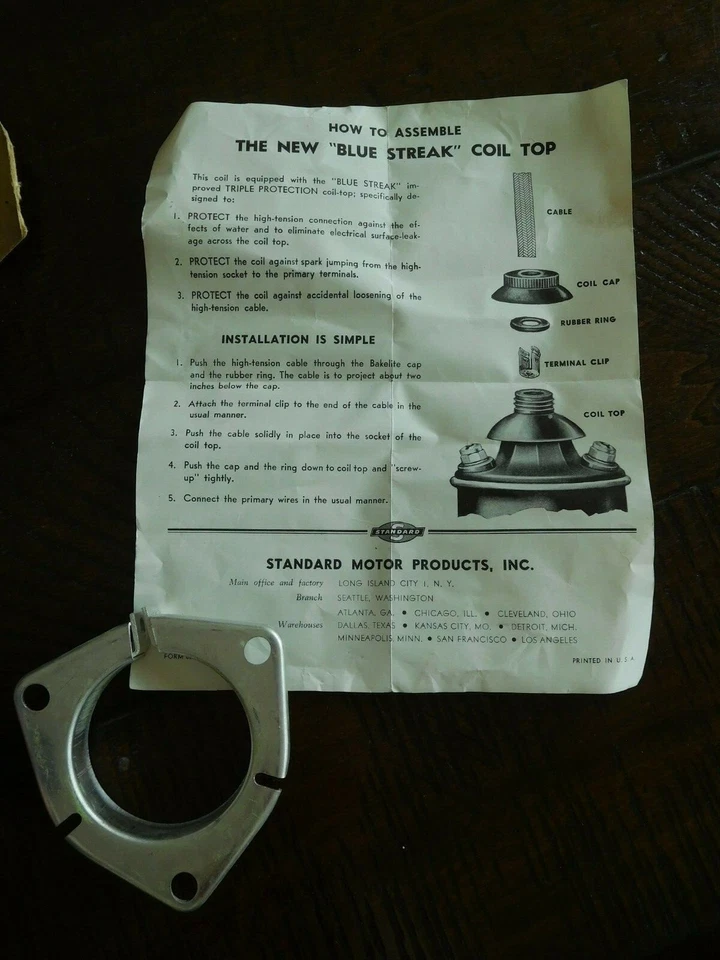 HOW TO ASSEMBLE
THE NEW "BLUE STREAK" COIL TOP
This coil is equipped with the "BLUE STREAK" im-
proved TRIPLE PROTECTION coil-top; specifically de-
signed to:
1. PROTECT the high-tension connection against the ef-
fects of water and to eliminate electrical surface-leak-
age across the coil top.
2. PROTECT the coil against spark jumping from the high-
tension socket to the primary terminals.
3. PROTECT the coil against accidental loosening of the
high-tension cable.
INSTALLATION IS SIMPLE
1. Push the high-tension cable through the Bakelite cap
and the rubber ring. The cable is to project about two
inches below the cap.
2. Attach the terminal clip to the end of the cable in the
usual manner.
3. Push the cable solidly in place into the socket of the
coil top.
4. Push the cap and the ring down to coil top and "screw-
up" tightly.
5. Connect the primary wires in the usual manner.
CABLE
COIL CAP
RUBBER RING
TERMINAL CLIP
COIL TOP
STANDARD
STANDARD MOTOR PRODUCTS, INC.
Main office and factory LONG ISLAND CITY 1, N. Y.
Branch SEATTLE, WASHINGTON
ATLANTA, GA. • CHICAGO, ILL. • CLEVELAND, OHIO
Warehouses DALLAS, TEXAS • KANSAS CITY, MO. • DETROIT, MICH.
MINNEAPOLIS, MINN. • SAN FRANCISCO • LOS ANGELES
FORM
PRINTED IN U. S. A.